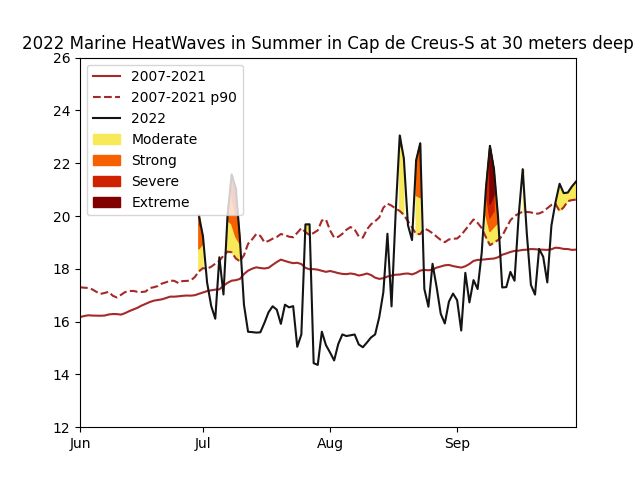 2022 Marine HeatWaves in Summer in Cap de Creus-S at 30 meters deep
26
24
22
20
18
16
14
12
2007-2021
2007-2021 p90
2022
Moderate
Strong
Severe
Extreme
Jun
Jul
Aug
Sep